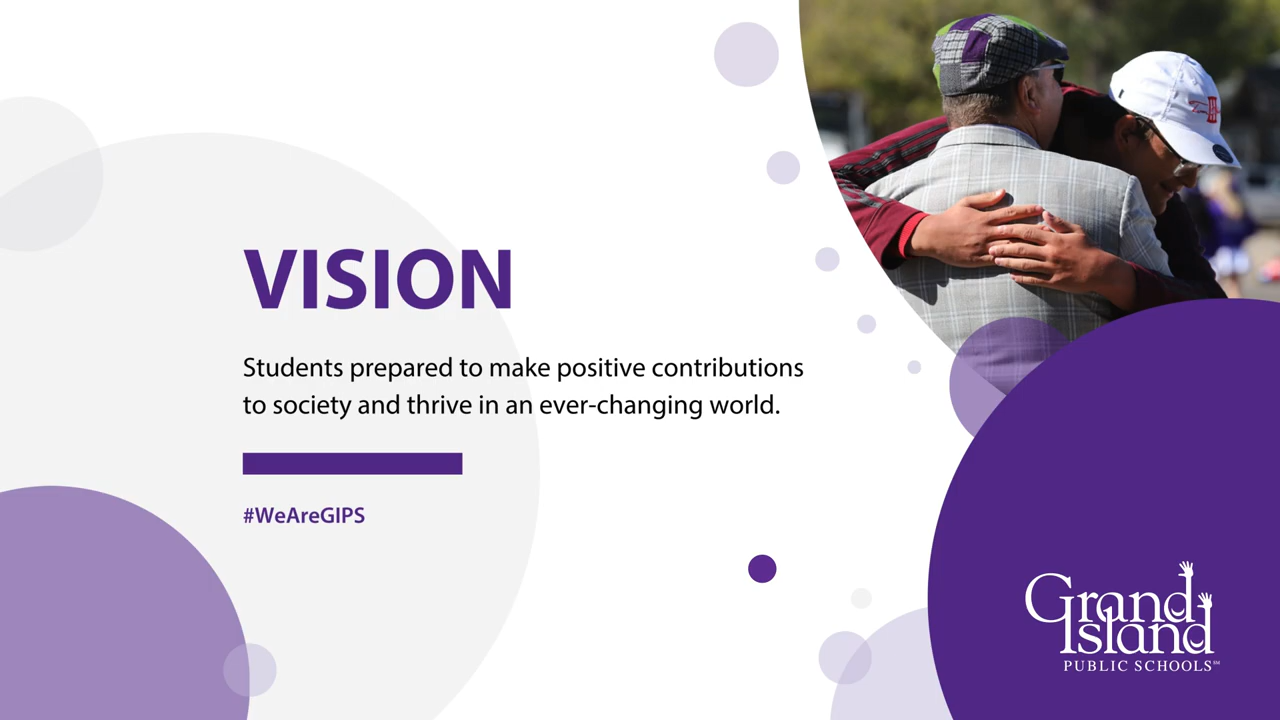 VISION
Students prepared to make positive contributions
to society and thrive in an ever-changing world.
#WeAreGIPS
Grand
Island
PUBLIC SCHOOLS℠